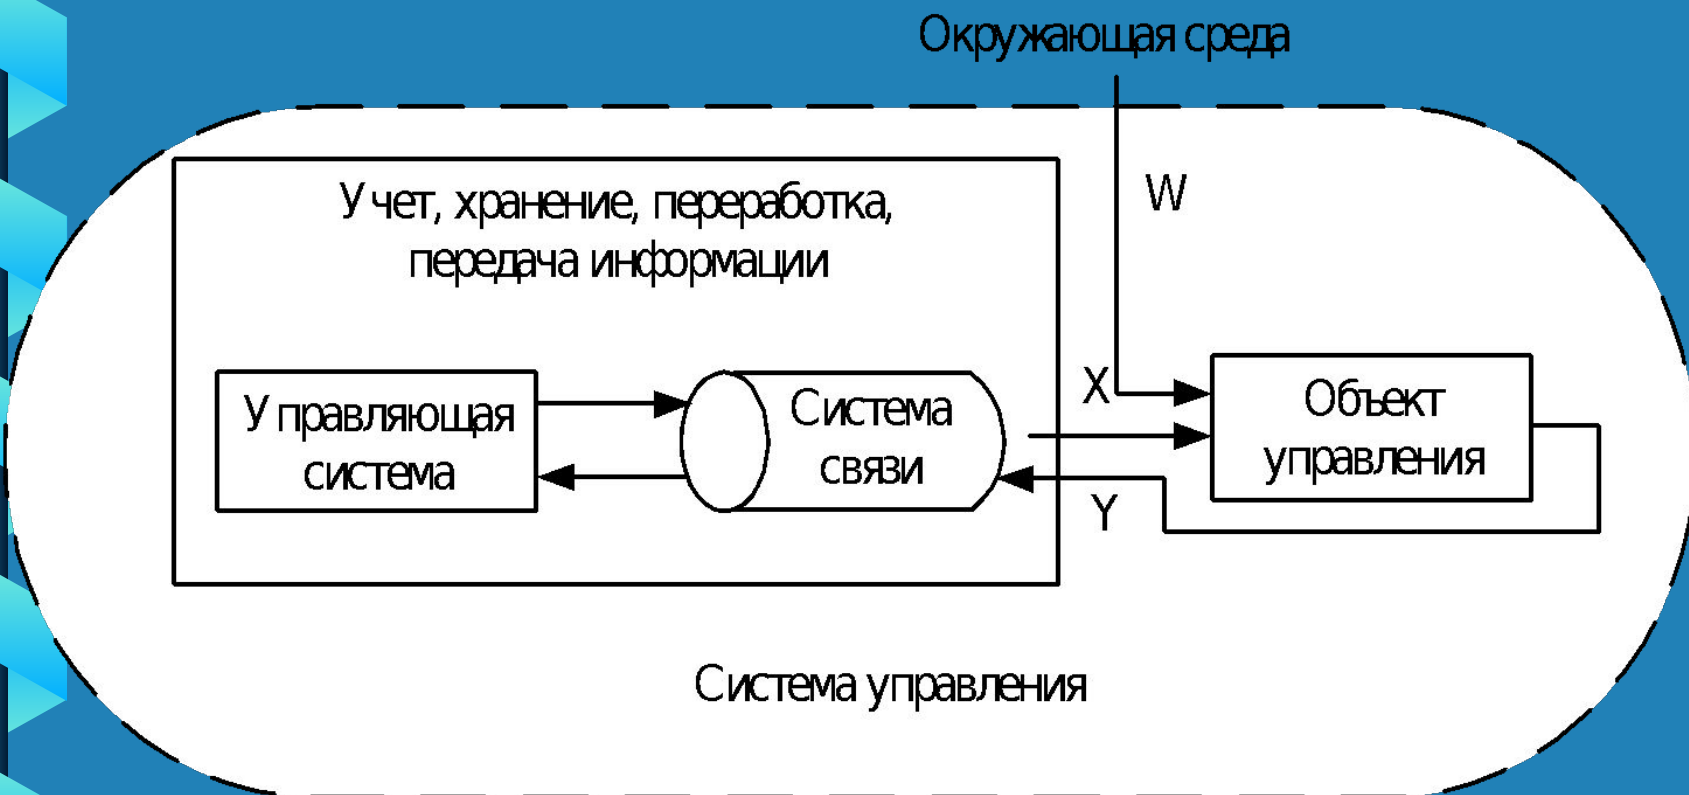 Окружающая среда
W
Учет, хранение, переработка,
передача информации
X
Управляющая
система
Система
связи
Объект
управления
Y
Система управления